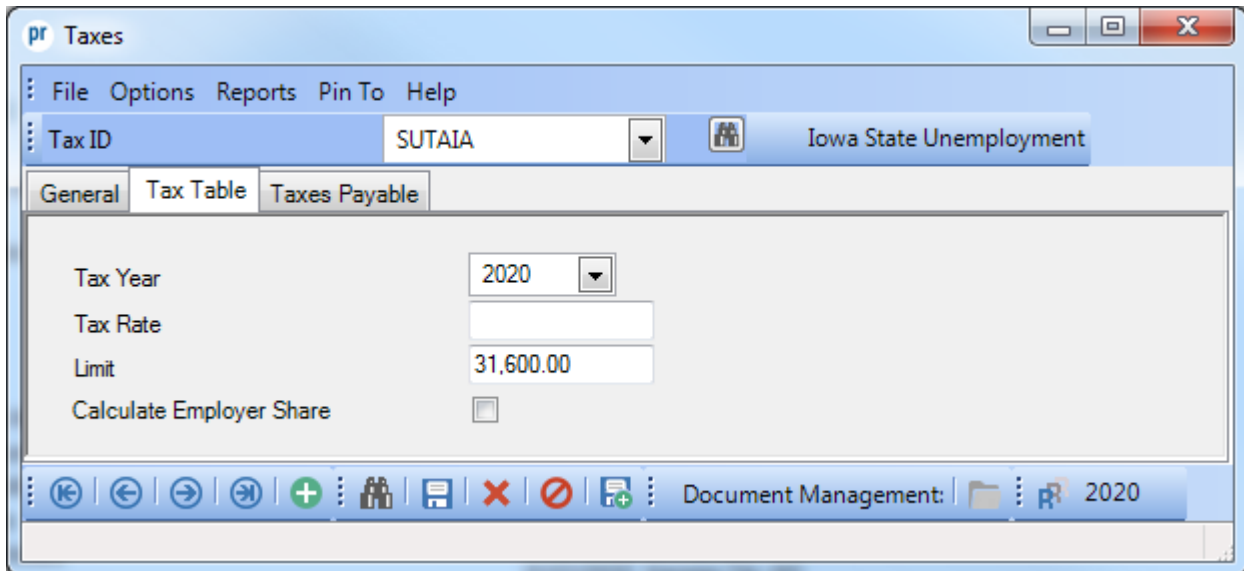 pr Taxes
File Options Reports Pin To Help
Tax ID SUTAIA Iowa State Unemployment
General Tax Table Taxes Payable
Tax Year 2020
Tax Rate
Limit 31,600.00
Calculate Employer Share
Document Management: 2020